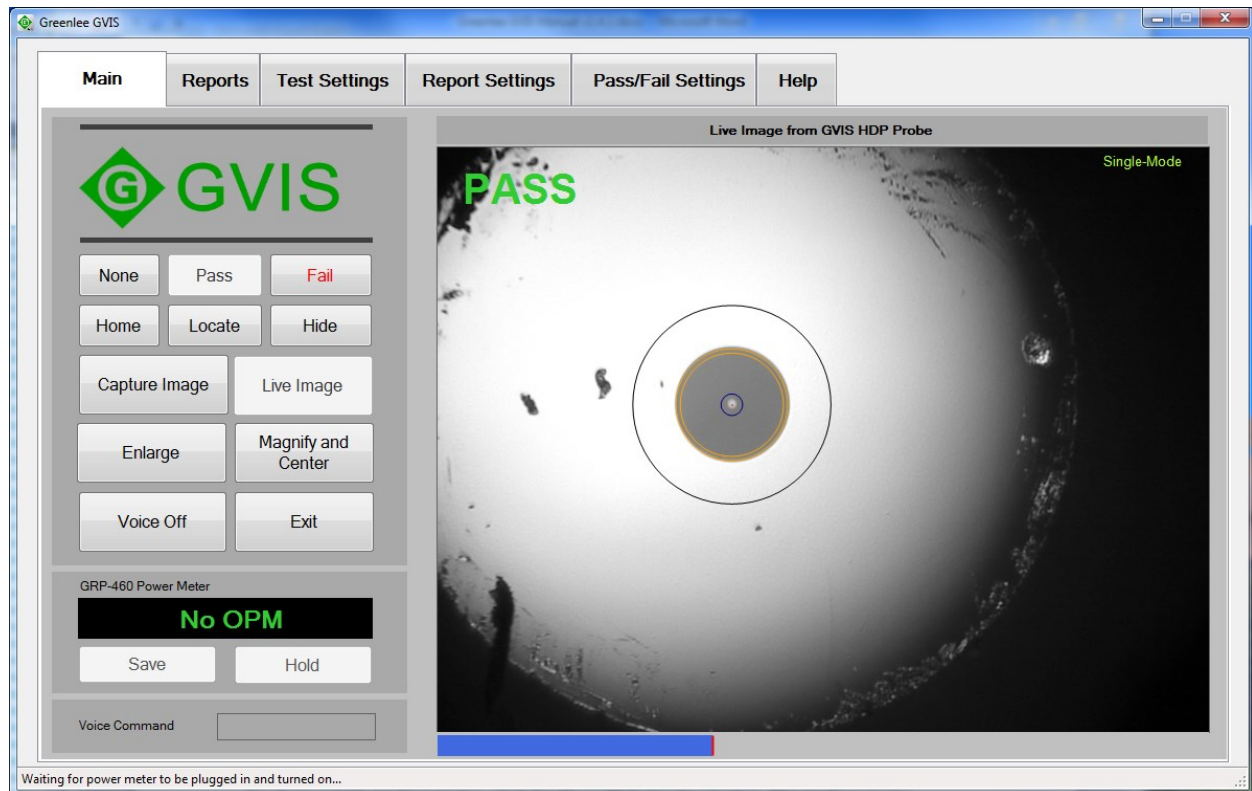 Greenlee GVIS
Main
Reports
Test Settings
Report Settings
Pass/Fail Settings
Help
G GVIS
None
Pass
Fail
Home
Locate
Hide
Capture Image
Live Image
Enlarge
Magnify and
Center
Voice Off
Exit
GRP-460 Power Meter
No OPM
Save
Hold
Voice Command
Live Image from GVIS HDP Probe
PASS
Single-Mode
Waiting for power meter to be plugged in and turned on...